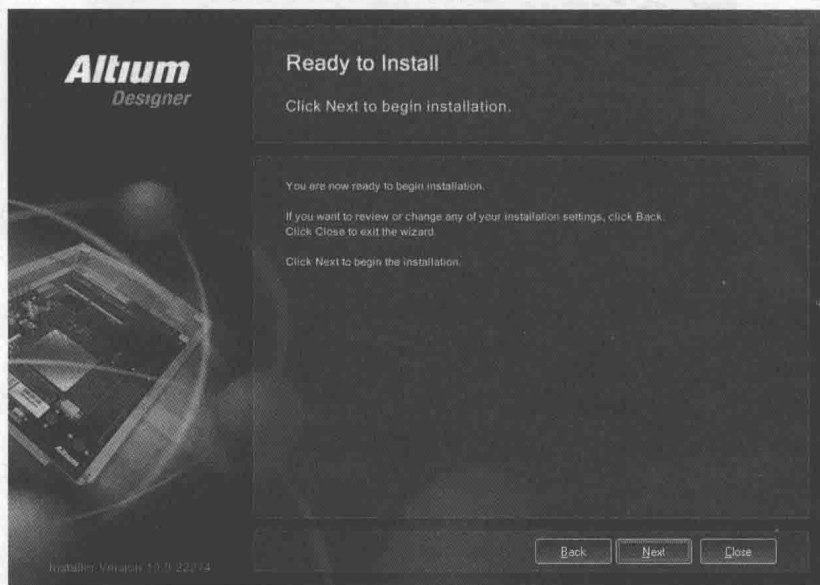 Altium
Designer
Ready to Install
Click Next to begin installation.
You are now ready to begin installation.
If you want to review or change any of your installation settings, click Back.
Click Close to exit the wizard.
Click Next to begin the installation.
Back
Next
Close
Installer Version